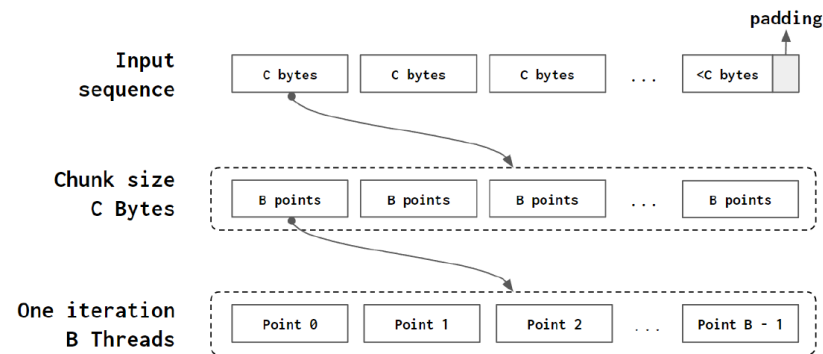 padding
Input
sequence
C bytes C bytes C bytes ... <C bytes
Chunk size
C Bytes
B points B points B points ... B points
One iteration
B Threads
Point 0 Point 1 Point 2 ... Point B - 1